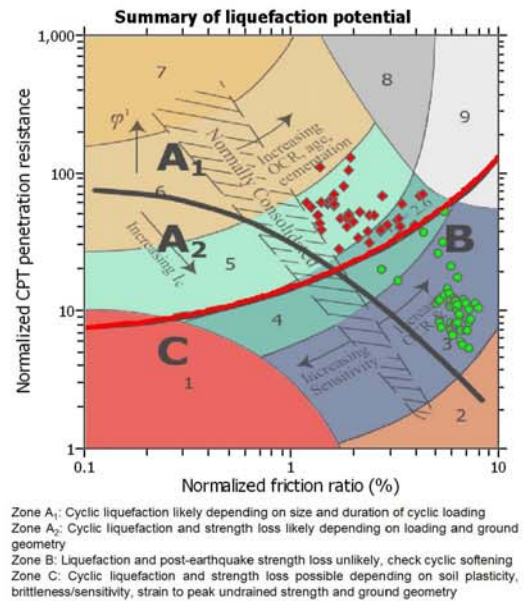 Summary of liquefaction potential
1,000
7
8
9
φ'
A1
Increasing
OCR, age,
cementation
Normally Consolidated
100
6
2.6
A2
B
Increasing Ic
5
Normalized CPT penetration resistance
10
4
Increasing
3
C
1
Increasing
Sensitivity
2
1
0.1
1
10
Normalized friction ratio (%)
Zone A1: Cyclic liquefaction likely depending on size and duration of cyclic loading
Zone A2: Cyclic liquefaction and strength loss likely depending on loading and ground
geometry
Zone B: Liquefaction and post-earthquake strength loss unlikely, check cyclic softening
Zone C: Cyclic liquefaction and strength loss possible depending on soil plasticity,
brittleness/sensitivity, strain to peak undrained strength and ground geometry